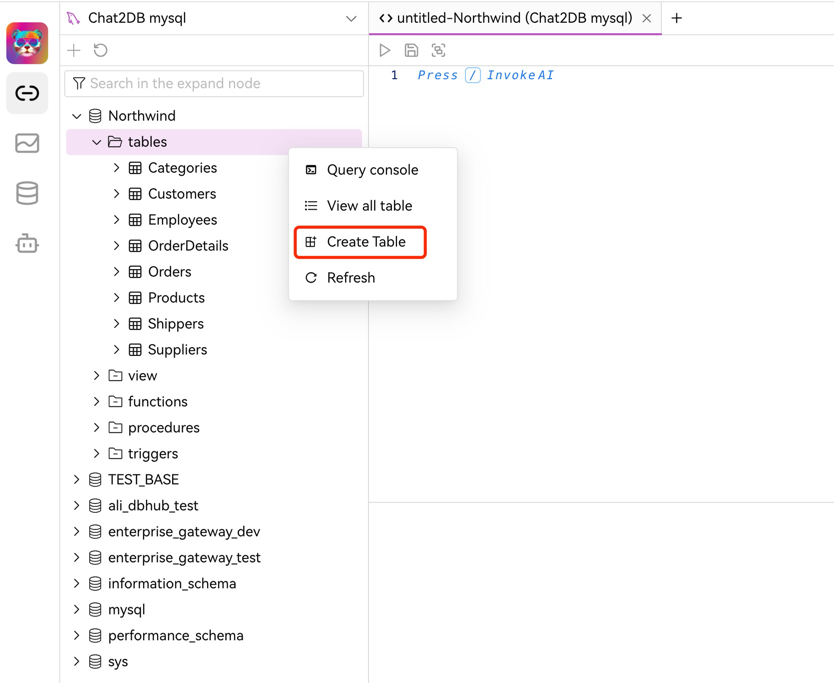 Chat2DB mysql
Search in the expand node
Northwind
tables
Categories
Customers
Employees
OrderDetails
Orders
Products
Shippers
Suppliers
view
functions
procedures
triggers
TEST_BASE
ali_dbhub_test
enterprise_gateway_dev
enterprise_gateway_test
information_schema
mysql
performance_schema
sys
Query console
View all table
Create Table
Refresh
untitled-Northwind (Chat2DB mysql)
1 Press / Invoke AI